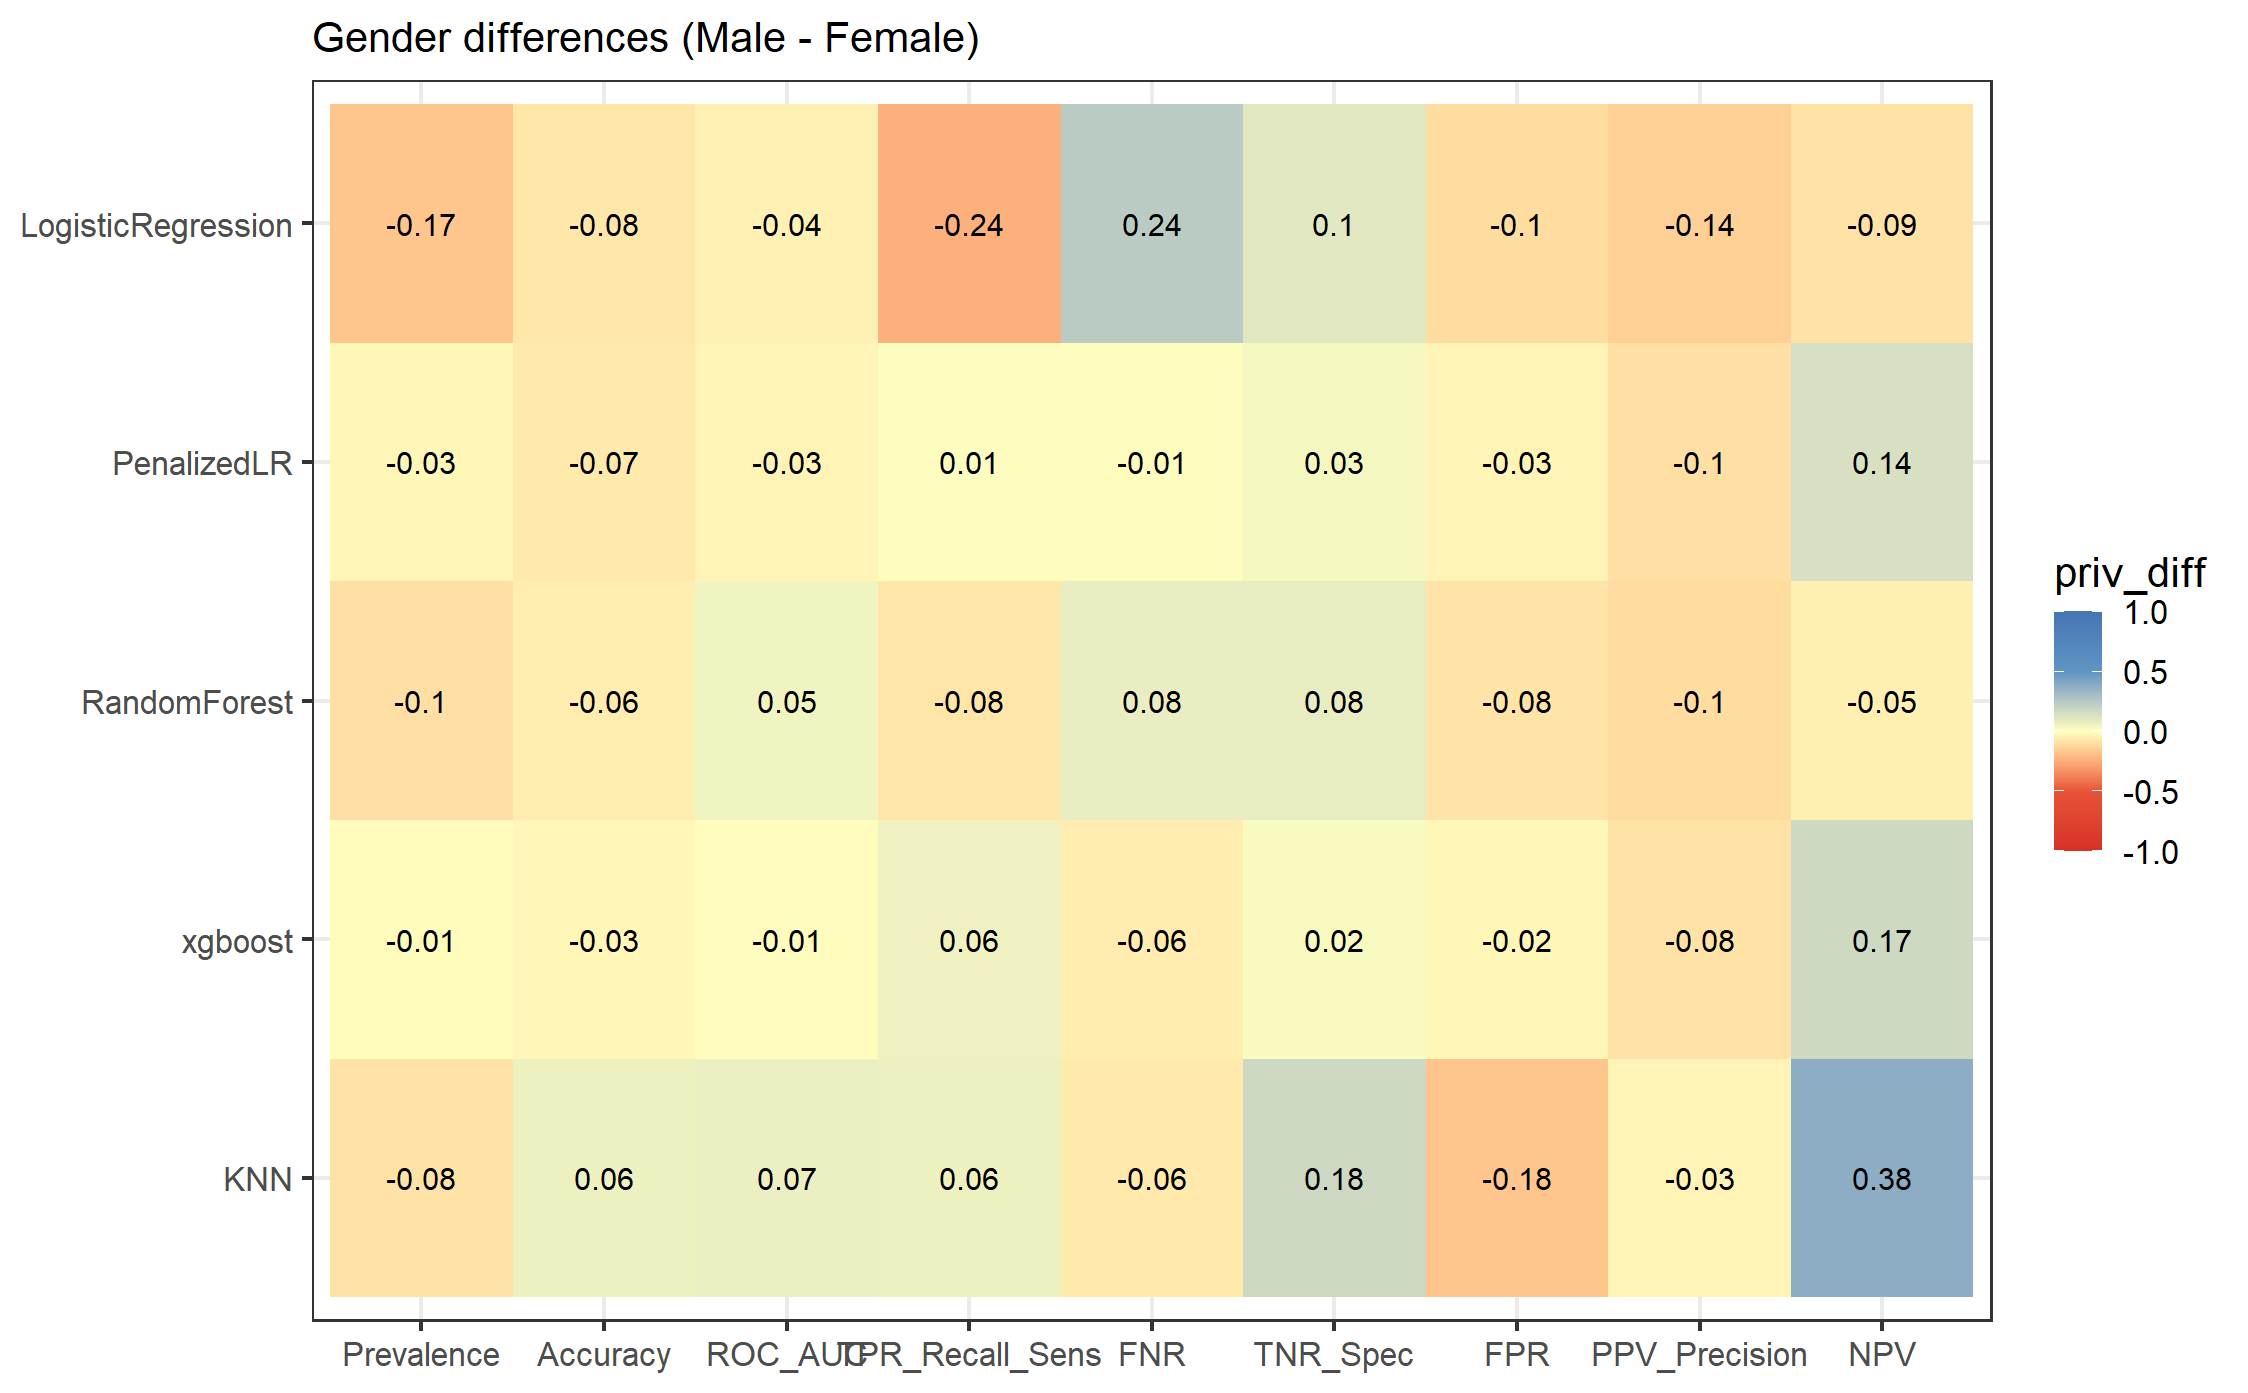 Gender differences (Male - Female)
LogisticRegression -0.17 -0.08 -0.04 -0.24 0.24 0.1 -0.1 -0.14 -0.09
PenalizedLR -0.03 -0.07 -0.03 0.01 -0.01 0.03 -0.03 -0.1 0.14
RandomForest -0.1 -0.06 0.05 -0.08 0.08 0.08 -0.08 -0.1 -0.05
xgboost -0.01 -0.03 -0.01 0.06 -0.06 0.02 -0.02 -0.08 0.17
KNN -0.08 0.06 0.07 0.06 -0.06 0.18 -0.18 -0.03 0.38
Prevalence Accuracy ROC_AUC TPR_Recall_Sens FNR TNR_Spec FPR PPV_Precision NPV
priv_diff
1.0
0.5
0.0
-0.5
-1.0